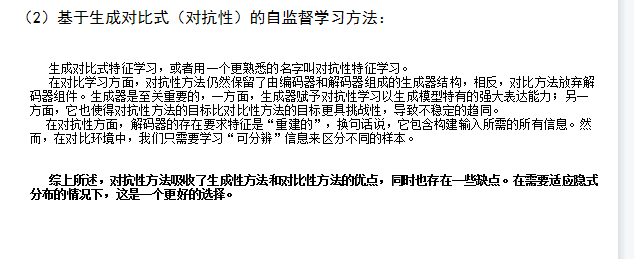 （2）基于生成对比式（对抗性）的自监督学习方法：
生成对比式特征学习，或者用一个更熟悉的名字叫对抗性特征学习。
在对比学习方面，对抗性方法仍然保留了由编码器和解码器组成的生成器结构，相反，对比方法放弃解
码器组件。生成器是至关重要的，一方面，生成器赋予对抗性学习以生成模型特有的强大表达能力；另一
方面，它也使得对抗性方法的目标比对比性方法的目标更具挑战性，导致不稳定的趋同。
在对抗性方面，解码器的存在要求特征是“重建的”，换句话说，它包含构建输入所需的所有信息。然
而，在对比环境中，我们只需要学习“可分辨”信息来区分不同的样本。
综上所述，对抗性方法吸收了生成性方法和对比性方法的优点，同时也存在一些缺点。在需要适应隐式
分布的情况下，这是一个更好的选择。